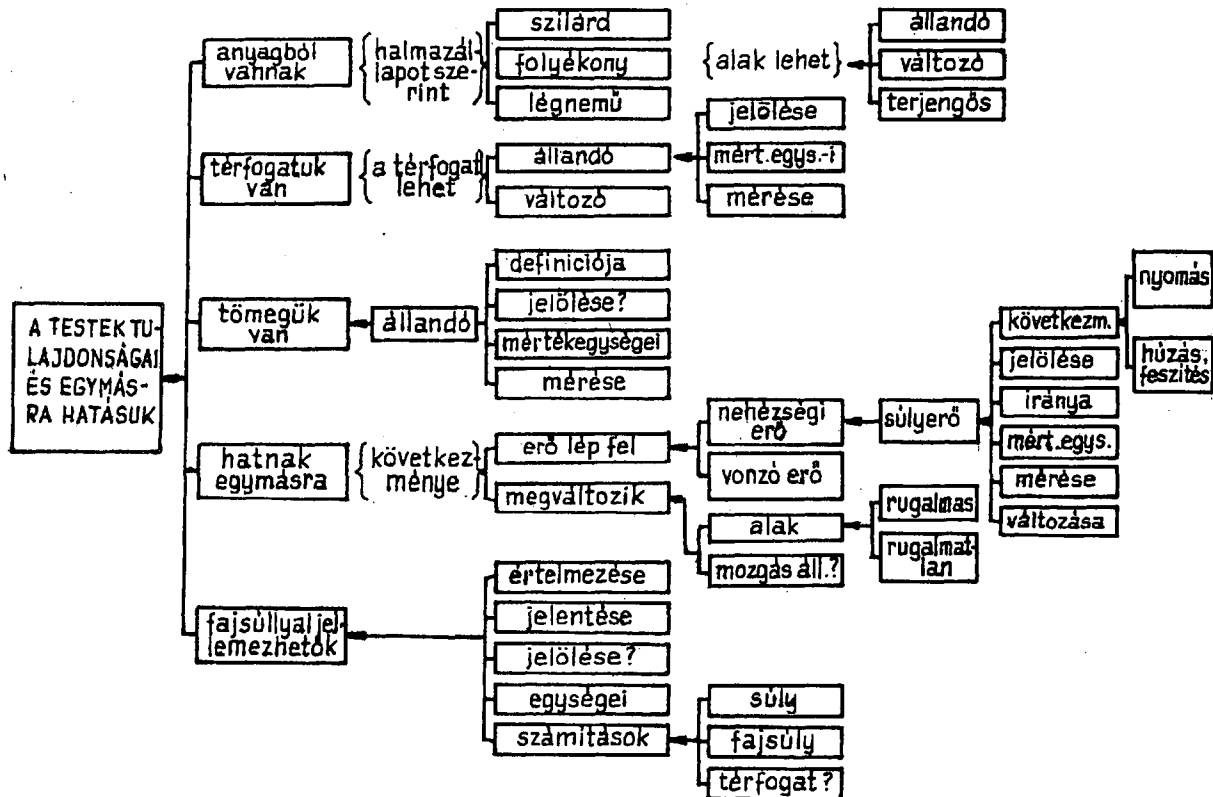 A TESTEK TU-
LAJDONSÁGAI
ÉS EGYMÁS-
RA HATÁSUK
anyagból
vannak
{halmazál-
lapot sze-
rint
szilárd
folyékony
légnemű
{alak lehet}
állandó
változó
terjengős
térfogatuk
van
{a térfogat
lehet
állandó
változó
jelölése
mért.egys.-i
mérése
tömegük
van
állandó
definiciója
jelölése?
mértékegységei
mérése
hatnak
egymásra
{következ-
ménye}
erő lép fel
megváltozik
nehézségi
erő
vonzó erő
súlyerő
következm.
jelölése
iránya
mért.egys.
mérése
változása
nyomás
húzás,
feszítés
alak
mozgás áll.?
rugalmas
rugalmat-
lan
fajsúllyal jel-
lemezhetők
értelmezése
jelentése
jelölése?
egységei
számítások
súly
fajsúly
térfogat?